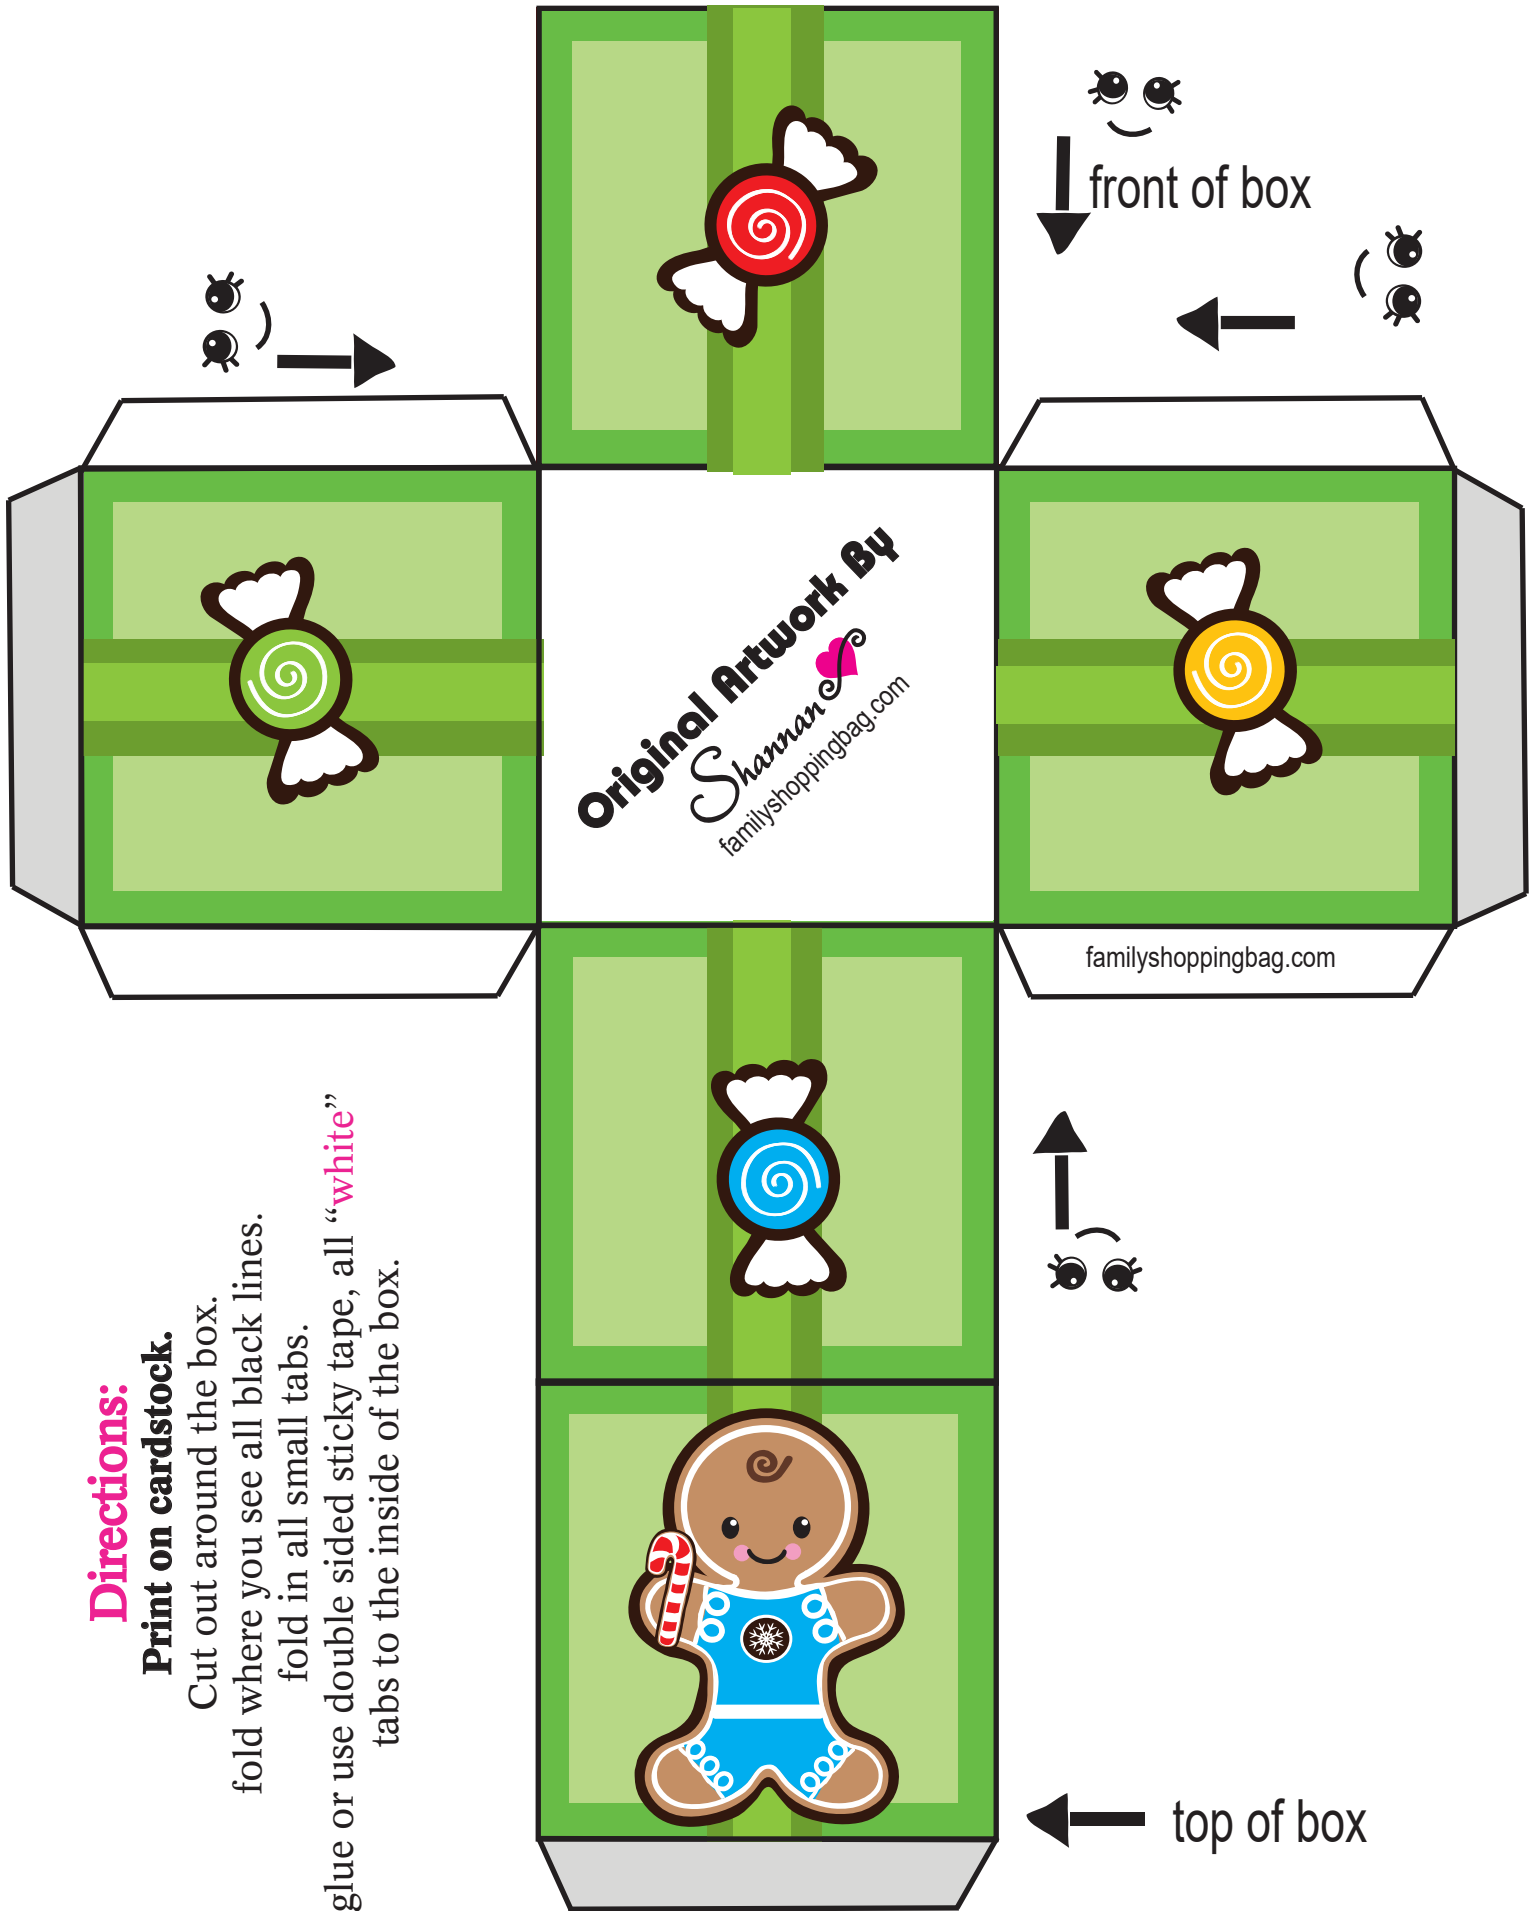 front of box
Original Artwork By
Shannan
familyshoppingbag.com
familyshoppingbag.com
Directions:
Print on cardstock.
Cut out around the box.
fold where you see all black lines.
fold in all small tabs.
glue or use double sided sticky tape, all “white”
tabs to the inside of the box.
top of box